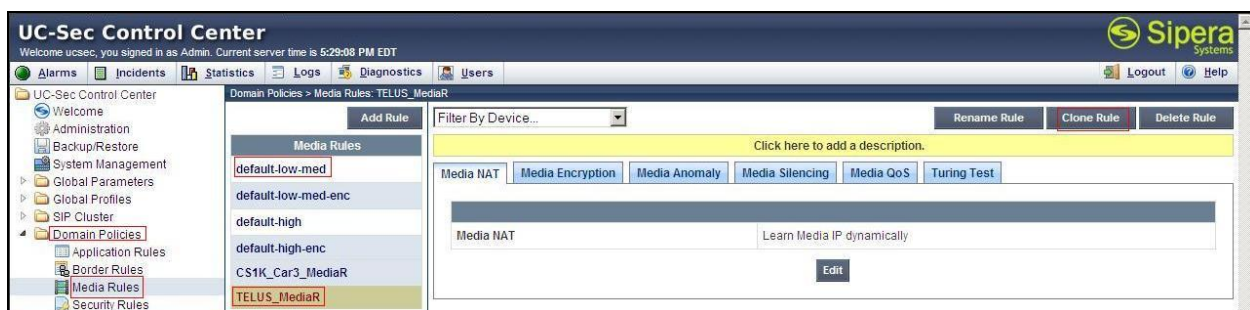 UC-Sec Control Center
Welcome ucsec, you signed in as Admin. Current server time is 5:29:08 PM EDT
Sipera
Systems
Alarms Incidents Statistics Logs Diagnostics Users Logout Help
UC-Sec Control Center
Welcome
Administration
Backup/Restore
System Management
Global Parameters
Global Profiles
SIP Cluster
Domain Policies
Application Rules
Border Rules
Media Rules
Security Rules
Domain Policies > Media Rules: TELUS_MediaR
Add Rule
Media Rules
default-low-med
default-low-med-enc
default-high
default-high-enc
CS1K_Car3_MediaR
TELUS_MediaR
Filter By Device...
Rename Rule Clone Rule Delete Rule
Click here to add a description.
Media NAT Media Encryption Media Anomaly Media Silencing Media QoS Turing Test
Media NAT Learn Media IP dynamically
Edit